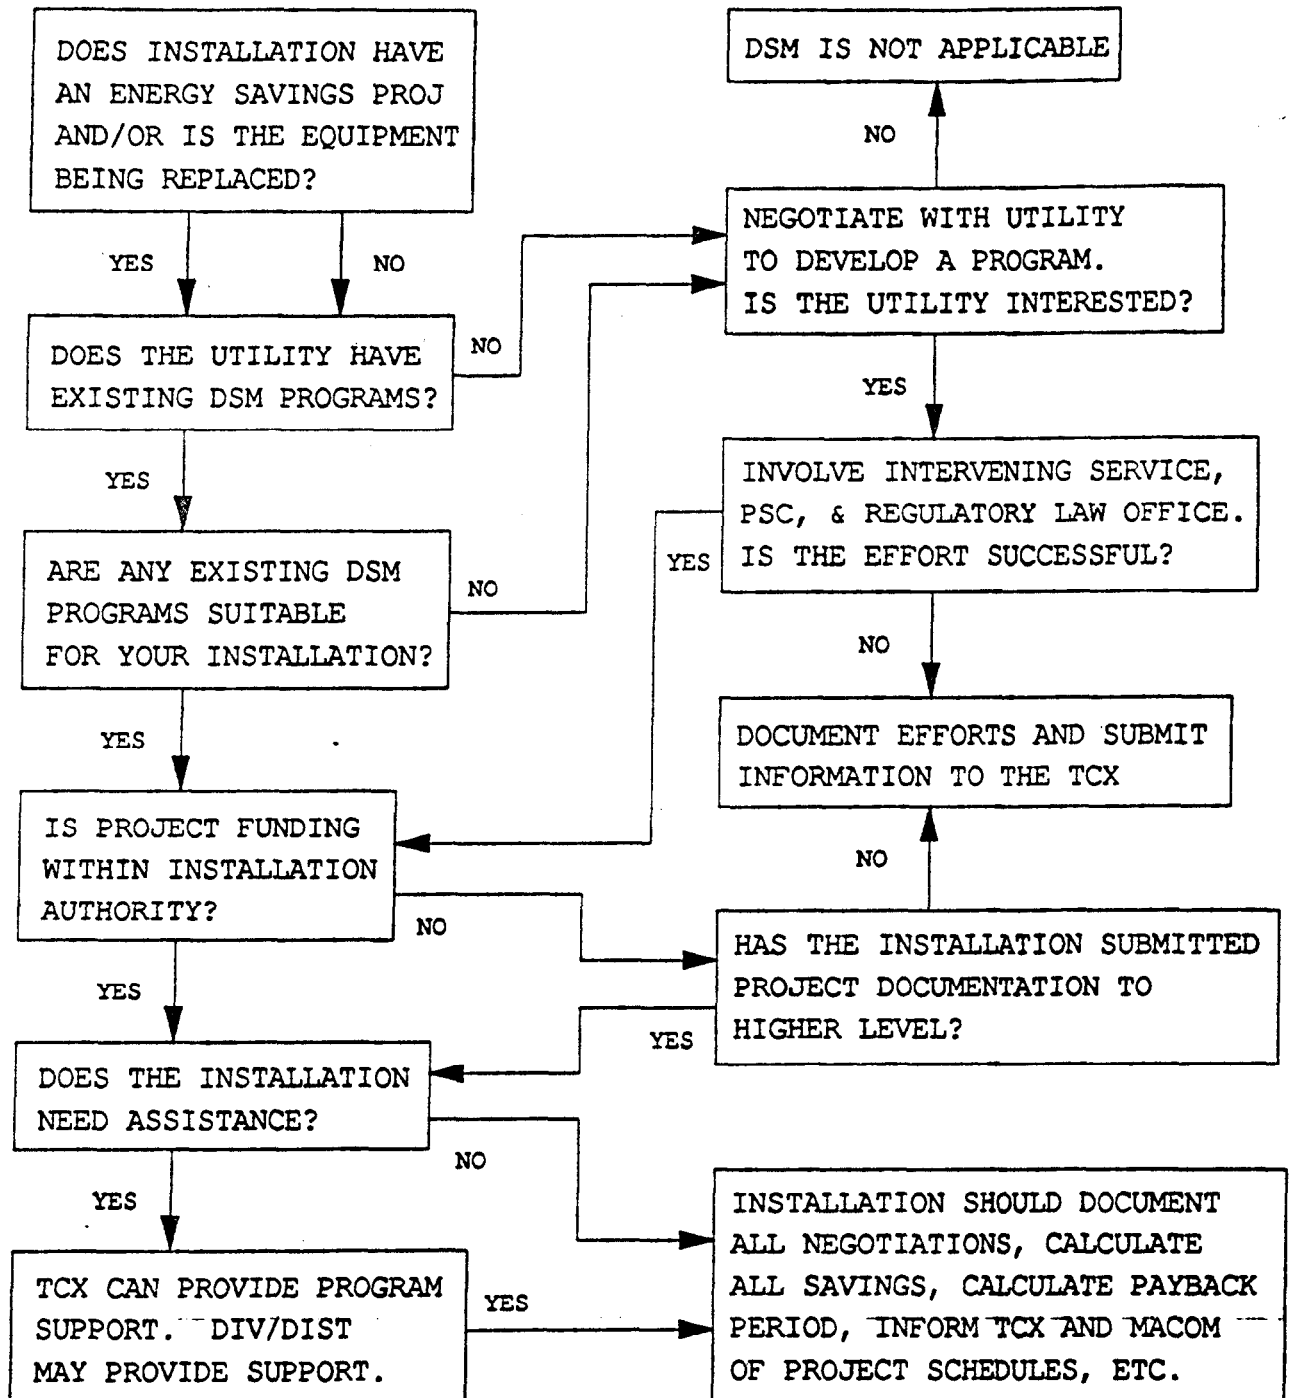 DOES INSTALLATION HAVE
AN ENERGY SAVINGS PROJ
AND/OR IS THE EQUIPMENT
BEING REPLACED?
YES
NO
DOES THE UTILITY HAVE
EXISTING DSM PROGRAMS?
NO
YES
ARE ANY EXISTING DSM
PROGRAMS SUITABLE
FOR YOUR INSTALLATION?
NO
YES
IS PROJECT FUNDING
WITHIN INSTALLATION
AUTHORITY?
NO
YES
DOES THE INSTALLATION
NEED ASSISTANCE?
NO
YES
TCX CAN PROVIDE PROGRAM
SUPPORT. DIV/DIST
MAY PROVIDE SUPPORT.
YES
DSM IS NOT APPLICABLE
NO
NEGOTIATE WITH UTILITY
TO DEVELOP A PROGRAM.
IS THE UTILITY INTERESTED?
YES
INVOLVE INTERVENING SERVICE,
PSC, & REGULATORY LAW OFFICE.
IS THE EFFORT SUCCESSFUL?
YES
NO
DOCUMENT EFFORTS AND SUBMIT
INFORMATION TO THE TCX
NO
HAS THE INSTALLATION SUBMITTED
PROJECT DOCUMENTATION TO
HIGHER LEVEL?
YES
INSTALLATION SHOULD DOCUMENT
ALL NEGOTIATIONS, CALCULATE
ALL SAVINGS, CALCULATE PAYBACK
PERIOD, INFORM TCX AND MACOM
OF PROJECT SCHEDULES, ETC.